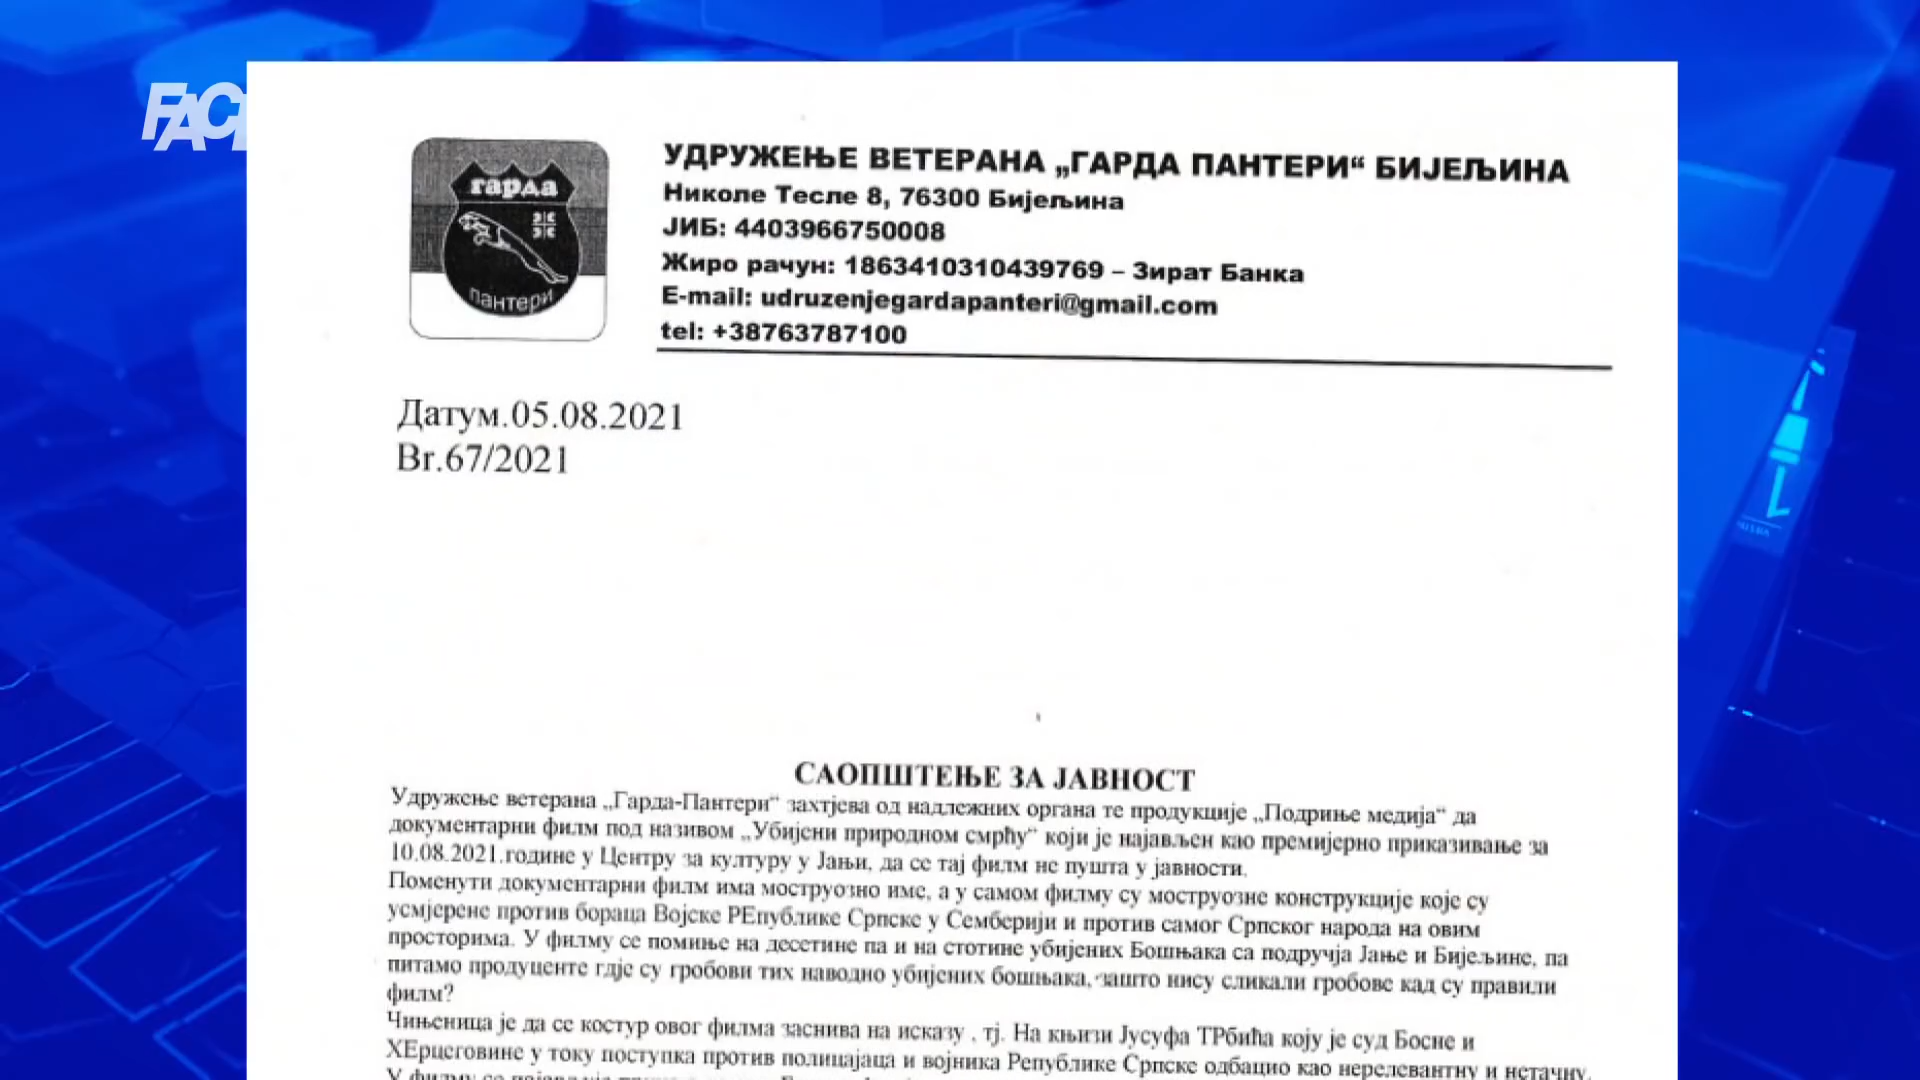 FACE
гарда
пантери
УДРУЖЕЊЕ ВЕТЕРАНА „ГАРДА ПАНТЕРИ“ БИЈЕЉИНА
Николе Тесле 8, 76300 Бијељина
ЈИБ: 4403966750008
Жиро рачун: 1863410310439769 – Зират Банка
E-mail: udruzenjegardapanteri@gmail.com
tel: +38763787100
Датум.05.08.2021
Br.67/2021
САОПШТЕЊЕ ЗА ЈАВНОСТ
Удружење ветерана „Гарда-Пантери“ захтјева од надлежних органа те продукције „Подриње медија“ да
документарни филм под називом „Убијени природном смрћу“ који је најављен као премијерно приказивање за
10.08.2021.године у Центру за културу у Јањи, да се тај филм не пушта у јавности.
Поменути документарни филм има моструозно име, а у самом филму су моструозне конструкције које су
усмјерене против бораца Војске РЕпублике Српске у Семберији и против самог Српског народа на овим
просторима. У филму се помиње на десетине па и на стотине убијених Бошњака са подручја Јање и Бијељине, па
питамо продуценте гдје су гробови тих наводно убијених бошњака, зашто нису сликали гробове кад су правили
филм?
Чињеница је да се костур овог филма заснива на исказу , тј. На књизи Јусуфа ТРбића коју је суд Босне и
ХЕрцеговине у току поступка против полицајаца и војника Републике Српске одбацио као нерелевантну и нетачну.
У филму се